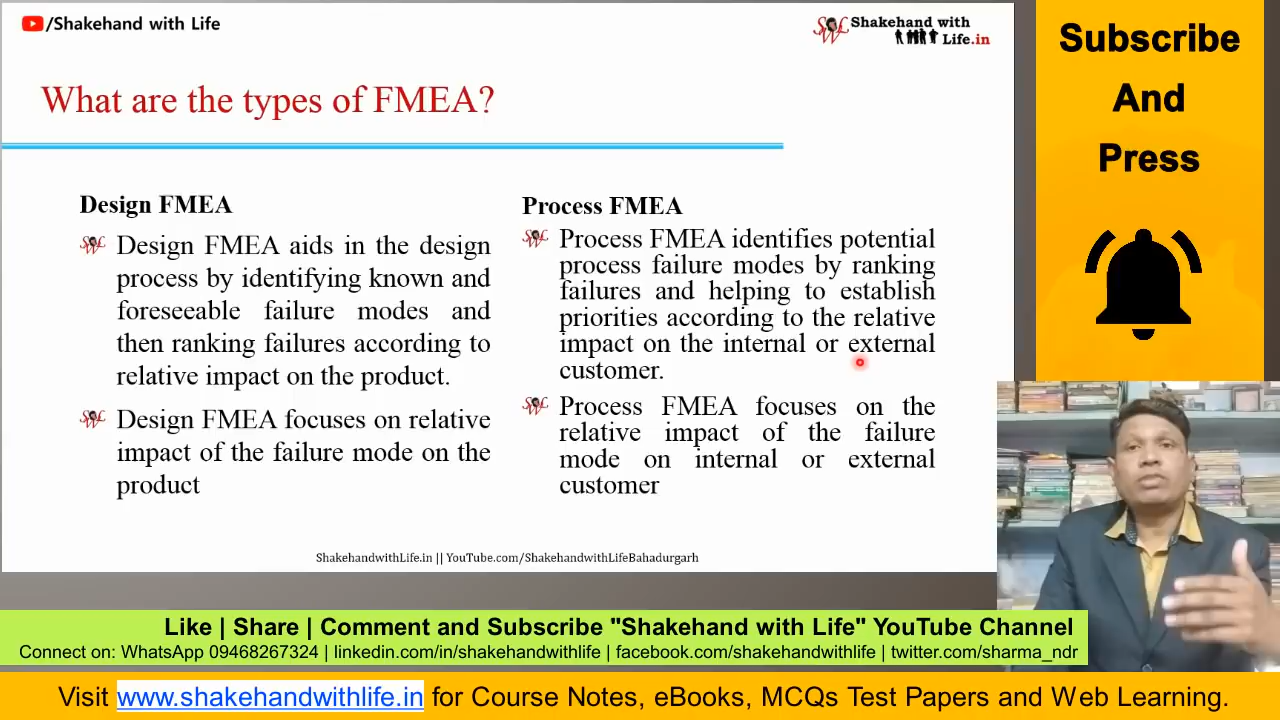 /Shakehand with Life
Shakehand with
Life.in
What are the types of FMEA?
Design FMEA
Design FMEA aids in the design
process by identifying known and
foreseeable failure modes and
then ranking failures according to
relative impact on the product.
Design FMEA focuses on relative
impact of the failure mode on the
product
Process FMEA
Process FMEA identifies potential
process failure modes by ranking
failures and helping to establish
priorities according to the relative
impact on the internal or external
customer.
Process FMEA focuses on the
relative impact of the failure
mode on internal or external
customer
ShakehandwithLife.in || YouTube.com/ShakehandwithLifeBahadurgarh
Subscribe
And
Press
Like | Share | Comment and Subscribe "Shakehand with Life" YouTube Channel
Connect on: WhatsApp 09468267324 | linkedin.com/in/shakehandwithlife | facebook.com/shakehandwithlife | twitter.com/sharma_ndr
Visit www.shakehandwithlife.in for Course Notes, eBooks, MCQs Test Papers and Web Learning.